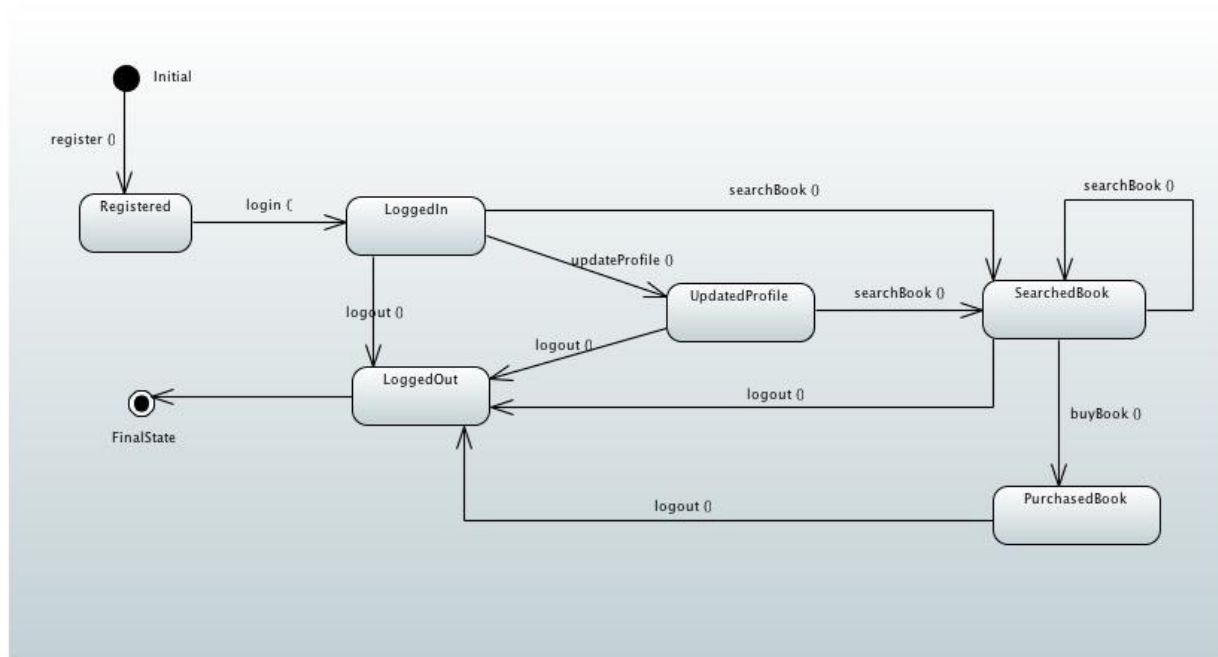 Initial
register ()
Registered
login (
LoggedIn
searchBook ()
searchBook ()
updateProfile ()
UpdatedProfile
searchBook ()
SearchedBook
logout ()
logout ()
LoggedOut
logout ()
buyBook ()
FinalState
PurchasedBook
logout ()